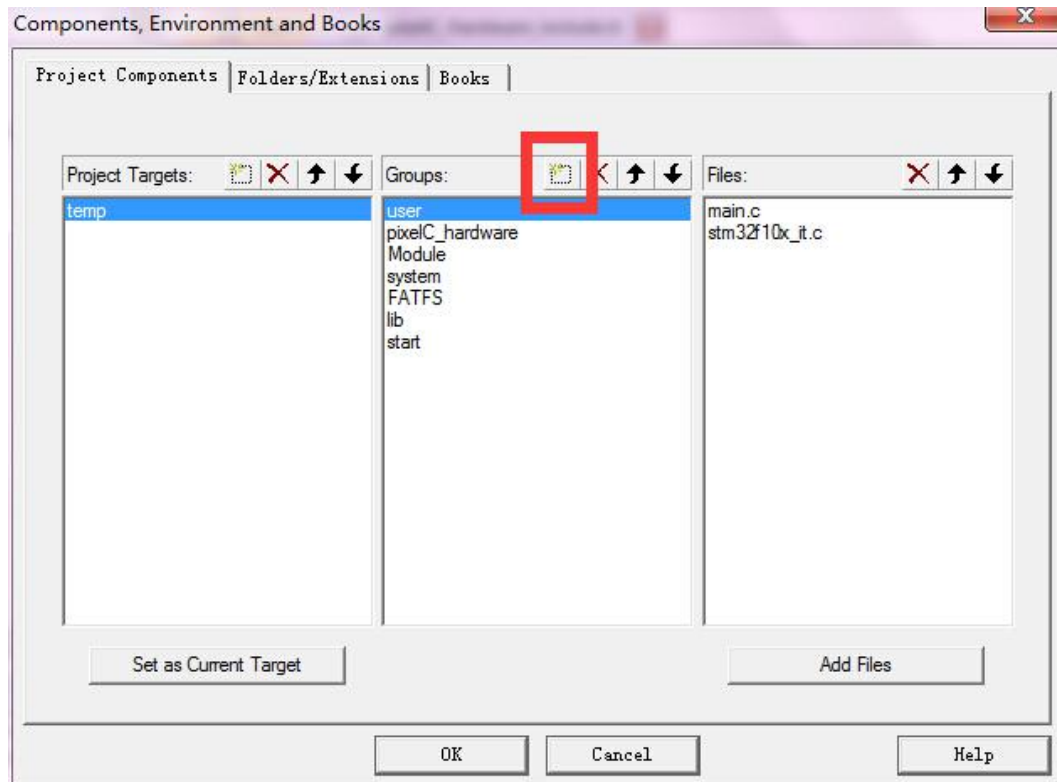 Components, Environment and Books
Project Components Folders/Extensions Books
Project Targets: Groups: Files:
temp
user
pixelC_hardware
Module
system
FATFS
lib
start
main.c
stm32f10x_it.c
Set as Current Target Add Files
OK Cancel Help